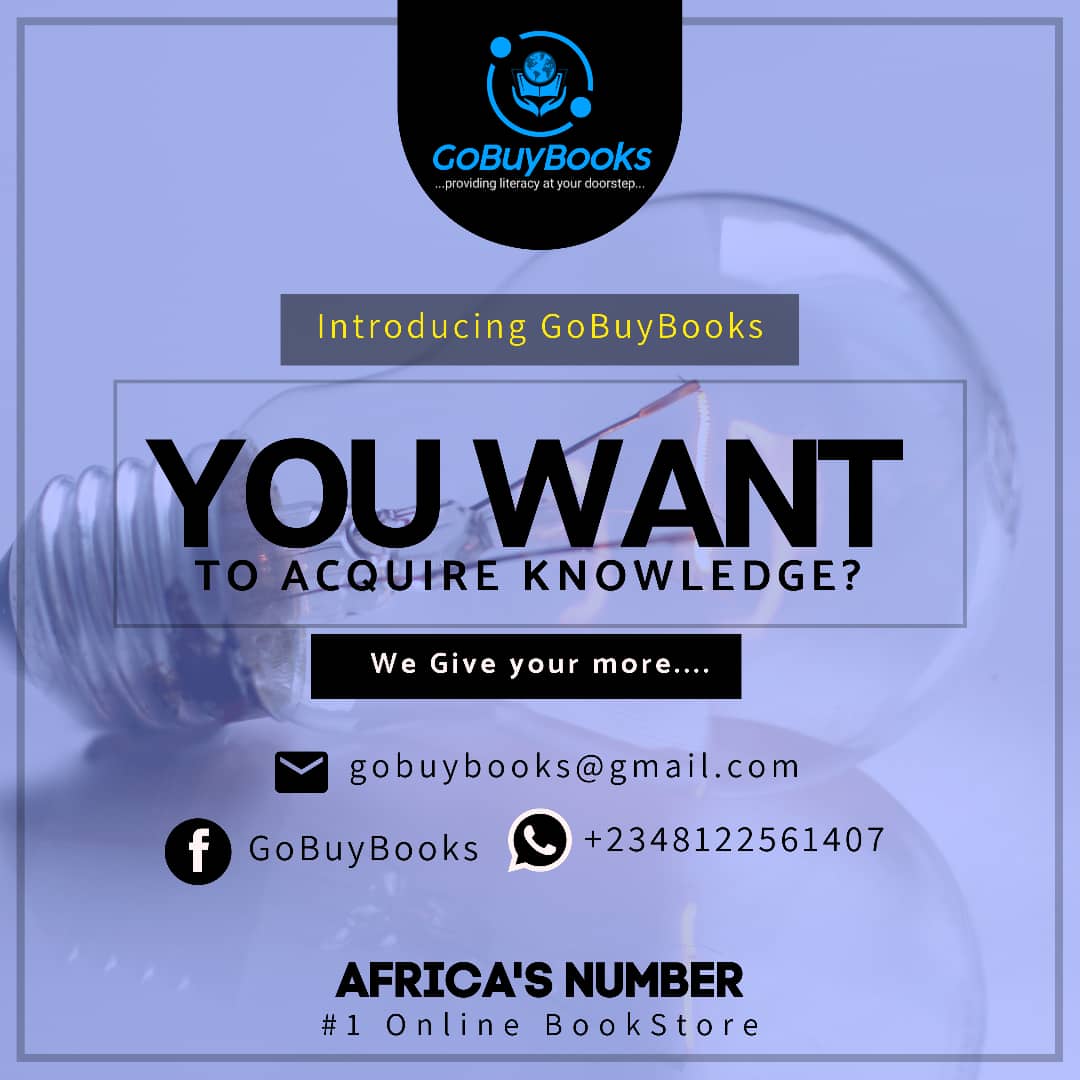 GoBuyBooks
...providing literacy at your doorstep...
Introducing GoBuyBooks
YOU WANT
TO ACQUIRE KNOWLEDGE?
We Give your more....
gobuybooks@gmail.com
GoBuyBooks
+2348122561407
AFRICA'S NUMBER
#1 Online BookStore